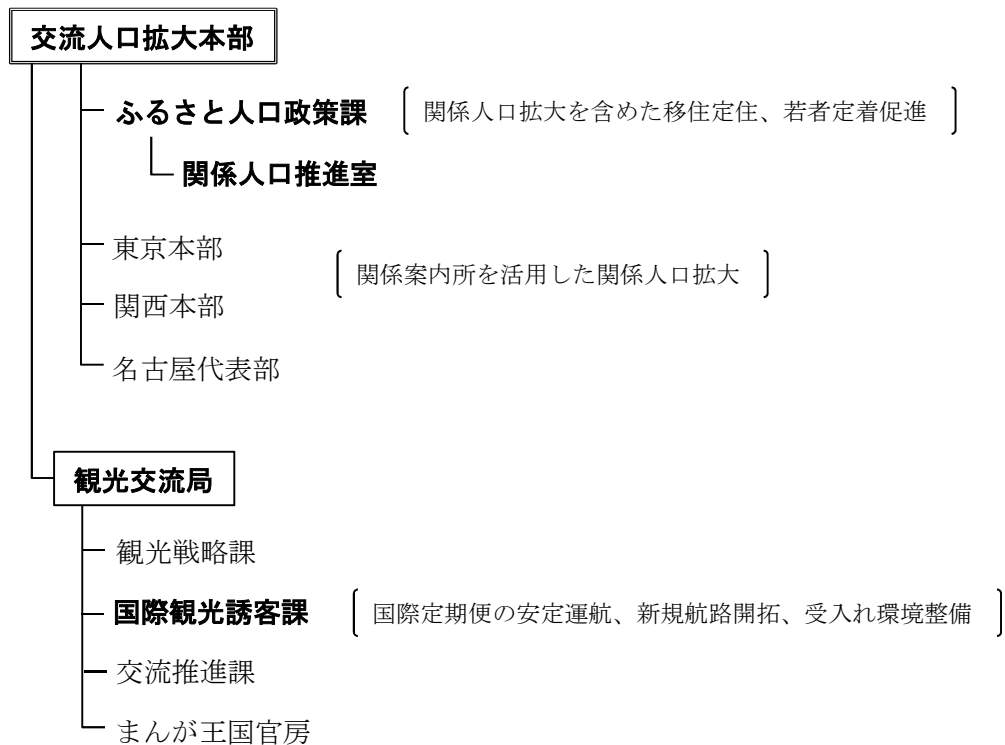 交流人口拡大本部
ふるさと人口政策課 〔関係人口拡大を含めた移住定住、若者定着促進〕
関係人口推進室
東京本部
〔関係案内所を活用した関係人口拡大〕
関西本部
名古屋代表部
観光交流局
観光戦略課
国際観光誘客課 〔国際定期便の安定運航、新規航路開拓、受入れ環境整備〕
交流推進課
まんが王国官房